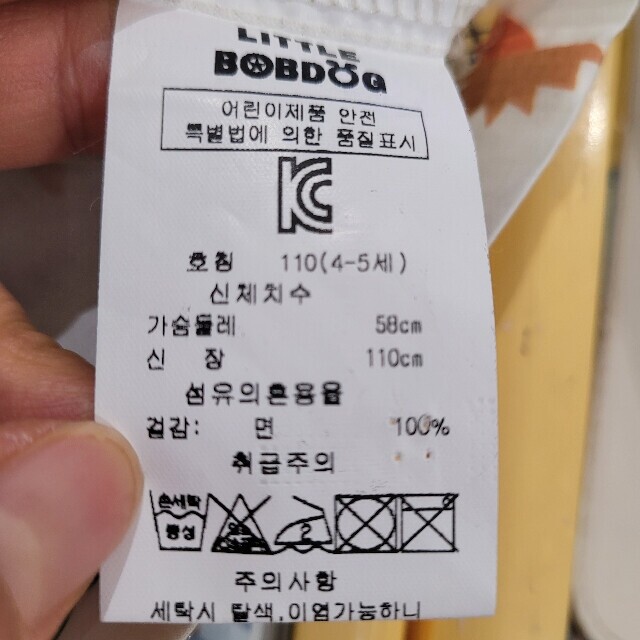 LITTLE
BOBDOG
어린이제품 안전
특별법에 의한 품질표시
KC
호칭 110(4-5세)
신체치수
가슴둘레 58cm
신 장 110cm
섬유의혼용율
겉감: 면 100%
취급주의
손세탁
중성
2
주의사항
세탁시 탈색,이염가능하니